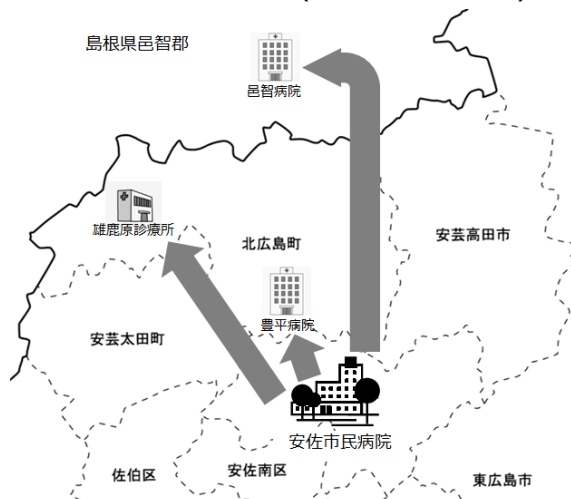 島根県邑智郡
邑智病院
雄鹿原診療所
北広島町
安芸高田市
豊平病院
安芸太田町
安佐市民病院
佐伯区
安佐南区
東広島市